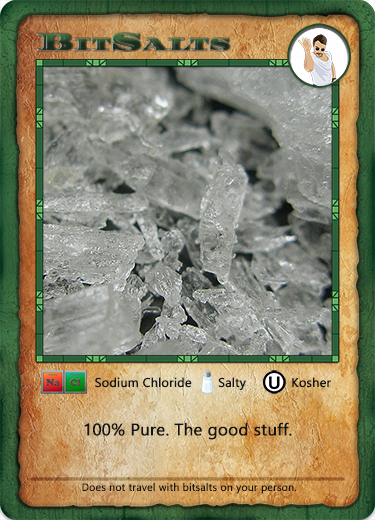 BitSalts
Na Cl Sodium Chloride Salty U Kosher
100% Pure. The good stuff.
Does not travel with bitsalts on your person.